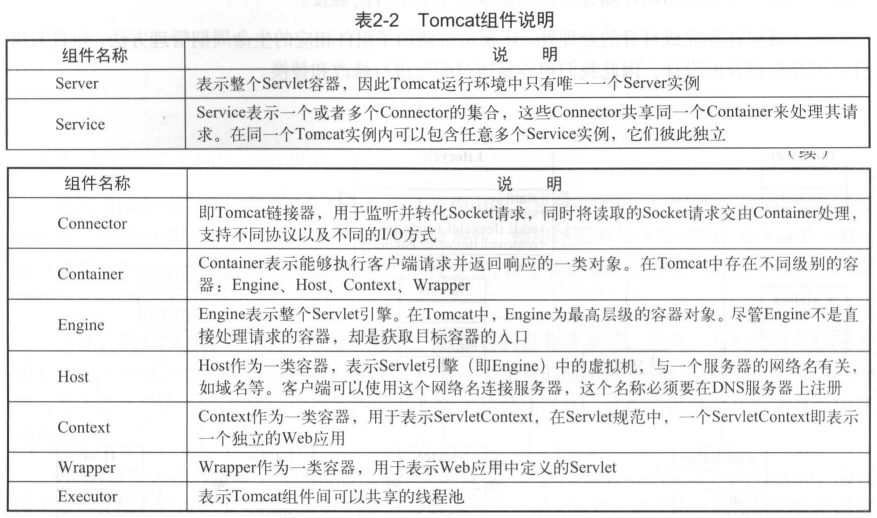 表2-2 Tomcat组件说明
组件名称 说 明
Server 表示整个Servlet容器，因此Tomcat运行环境中只有唯一一个Server实例
Service Service表示一个或者多个Connector的集合，这些Connector共享同一个Container来处理其请
求。在同一个Tomcat实例内可以包含任意多个Service实例，它们彼此独立
（续）
组件名称 说 明
Connector 即Tomcat链接器，用于监听并转化Socket请求，同时将读取的Socket请求交由Container处理，
支持不同协议以及不同的I/O方式
Container Container表示能够执行客户端请求并返回响应的一类对象。在Tomcat中存在不同级别的容
器：Engine、Host、Context、Wrapper
Engine Engine表示整个Servlet引擎。在Tomcat中，Engine为最高层级的容器对象。尽管Engine不是直
接处理请求的容器，却是获取目标容器的入口
Host Host作为一类容器，表示Servlet引擎（即Engine）中的虚拟机，与一个服务器的网络名有关，
如域名等。客户端可以使用这个网络名连接服务器，这个名称必须要在DNS服务器上注册
Context Context作为一类容器，用于表示ServletContext，在Servlet规范中，一个ServletContext即表示
一个独立的Web应用
Wrapper Wrapper作为一类容器，用于表示Web应用中定义的Servlet
Executor 表示Tomcat组件间可以共享的线程池